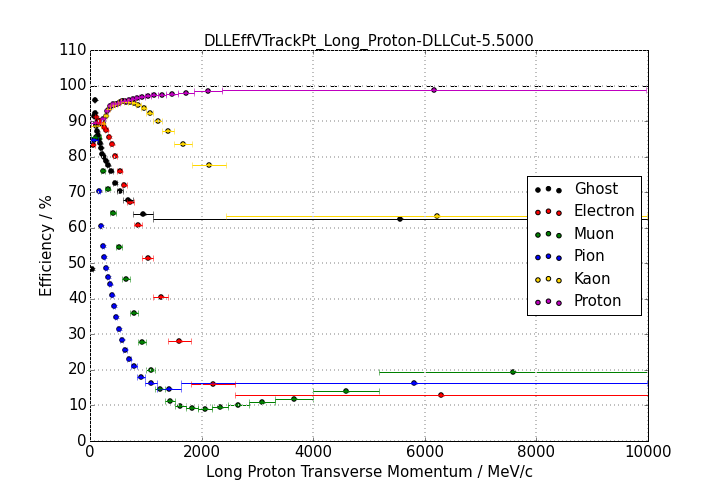 DLLEffVTrackPt_Long_Proton-DLLCut-5.5000
110
100
90
80
70
60
50
40
30
20
10
0
Efficiency / %
Ghost
Electron
Muon
Pion
Kaon
Proton
0 2000 4000 6000 8000 10000
Long Proton Transverse Momentum / MeV/c